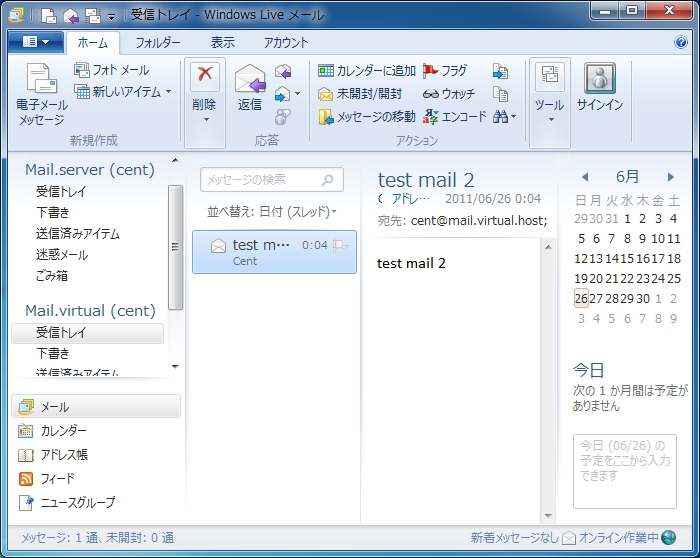 受信トレイ - Windows Live メール
ホーム フォルダー 表示 アカウント
電子メール
メッセージ
フォト メール
新しいアイテム
新規作成
削除
返信
応答
カレンダーに追加
未開封/開封
メッセージの移動
フラグ
ウォッチ
エンコード
アクション
ツール
サインイン
Mail.server (cent)
受信トレイ
下書き
送信済みアイテム
迷惑メール
ごみ箱
Mail.virtual (cent)
受信トレイ
下書き
送信済みアイテム
メール
カレンダー
アドレス帳
フィード
ニュースグループ
メッセージの検索
並べ替え: 日付 (スレッド)
test m… 0:04
Cent
test mail 2
アドレ… 2011/06/26 0:04
宛先: cent@mail.virtual.host;
test mail 2
6月
日 月 火 水 木 金 土
29 30 31 1 2 3 4
5 6 7 8 9 10 11
12 13 14 15 16 17 18
19 20 21 22 23 24 25
26 27 28 29 30 1 2
3 4 5 6 7 8 9
今日
次の 1 か月間は予定が
ありません
今日 (06/26) の
予定をここから入力
できます
メッセージ: 1 通、未開封: 0 通
新着メッセージなし オンライン作業中